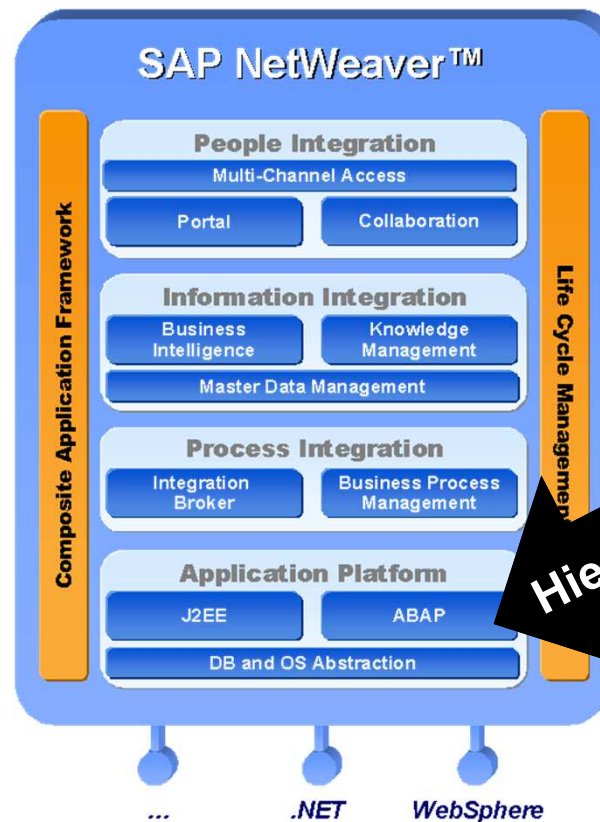 SAP NetWeaver™
Composite Application Framework
People Integration
Multi-Channel Access
Portal
Collaboration
Information Integration
Business
Intelligence
Knowledge
Management
Master Data Management
Process Integration
Integration
Broker
Business Process
Management
Application Platform
J2EE
ABAP
DB and OS Abstraction
Life Cycle Management
Hie
...
.NET
WebSphere